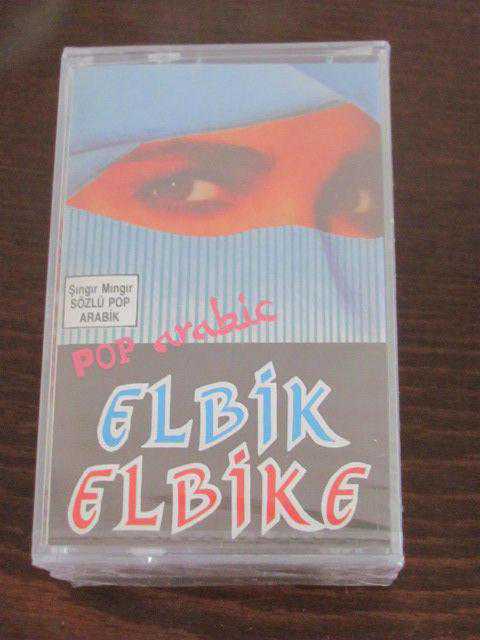 Şıngır Mıngır
SÖZLÜ POP
ARABİK
POP arabic
ELBİK
ELBİKE